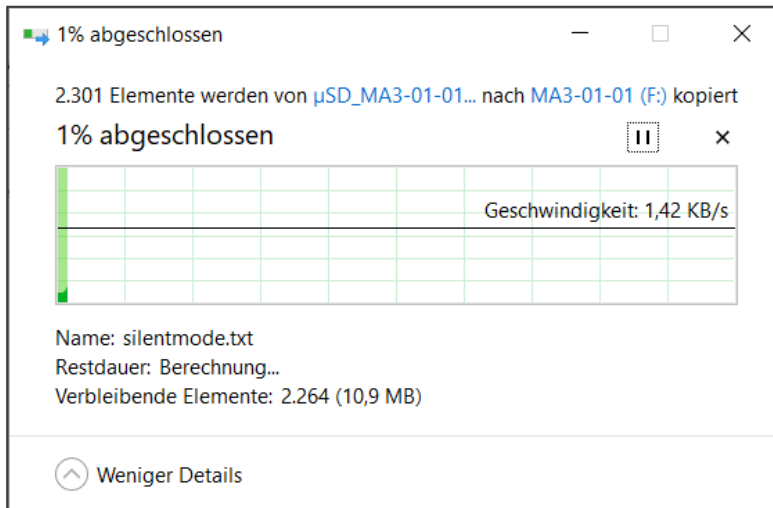 1% abgeschlossen
2.301 Elemente werden von µSD_MA3-01-01... nach MA3-01-01 (F:) kopiert
1% abgeschlossen
Geschwindigkeit: 1,42 KB/s
Name: silentmode.txt
Restdauer: Berechnung...
Verbleibende Elemente: 2.264 (10,9 MB)
Weniger Details